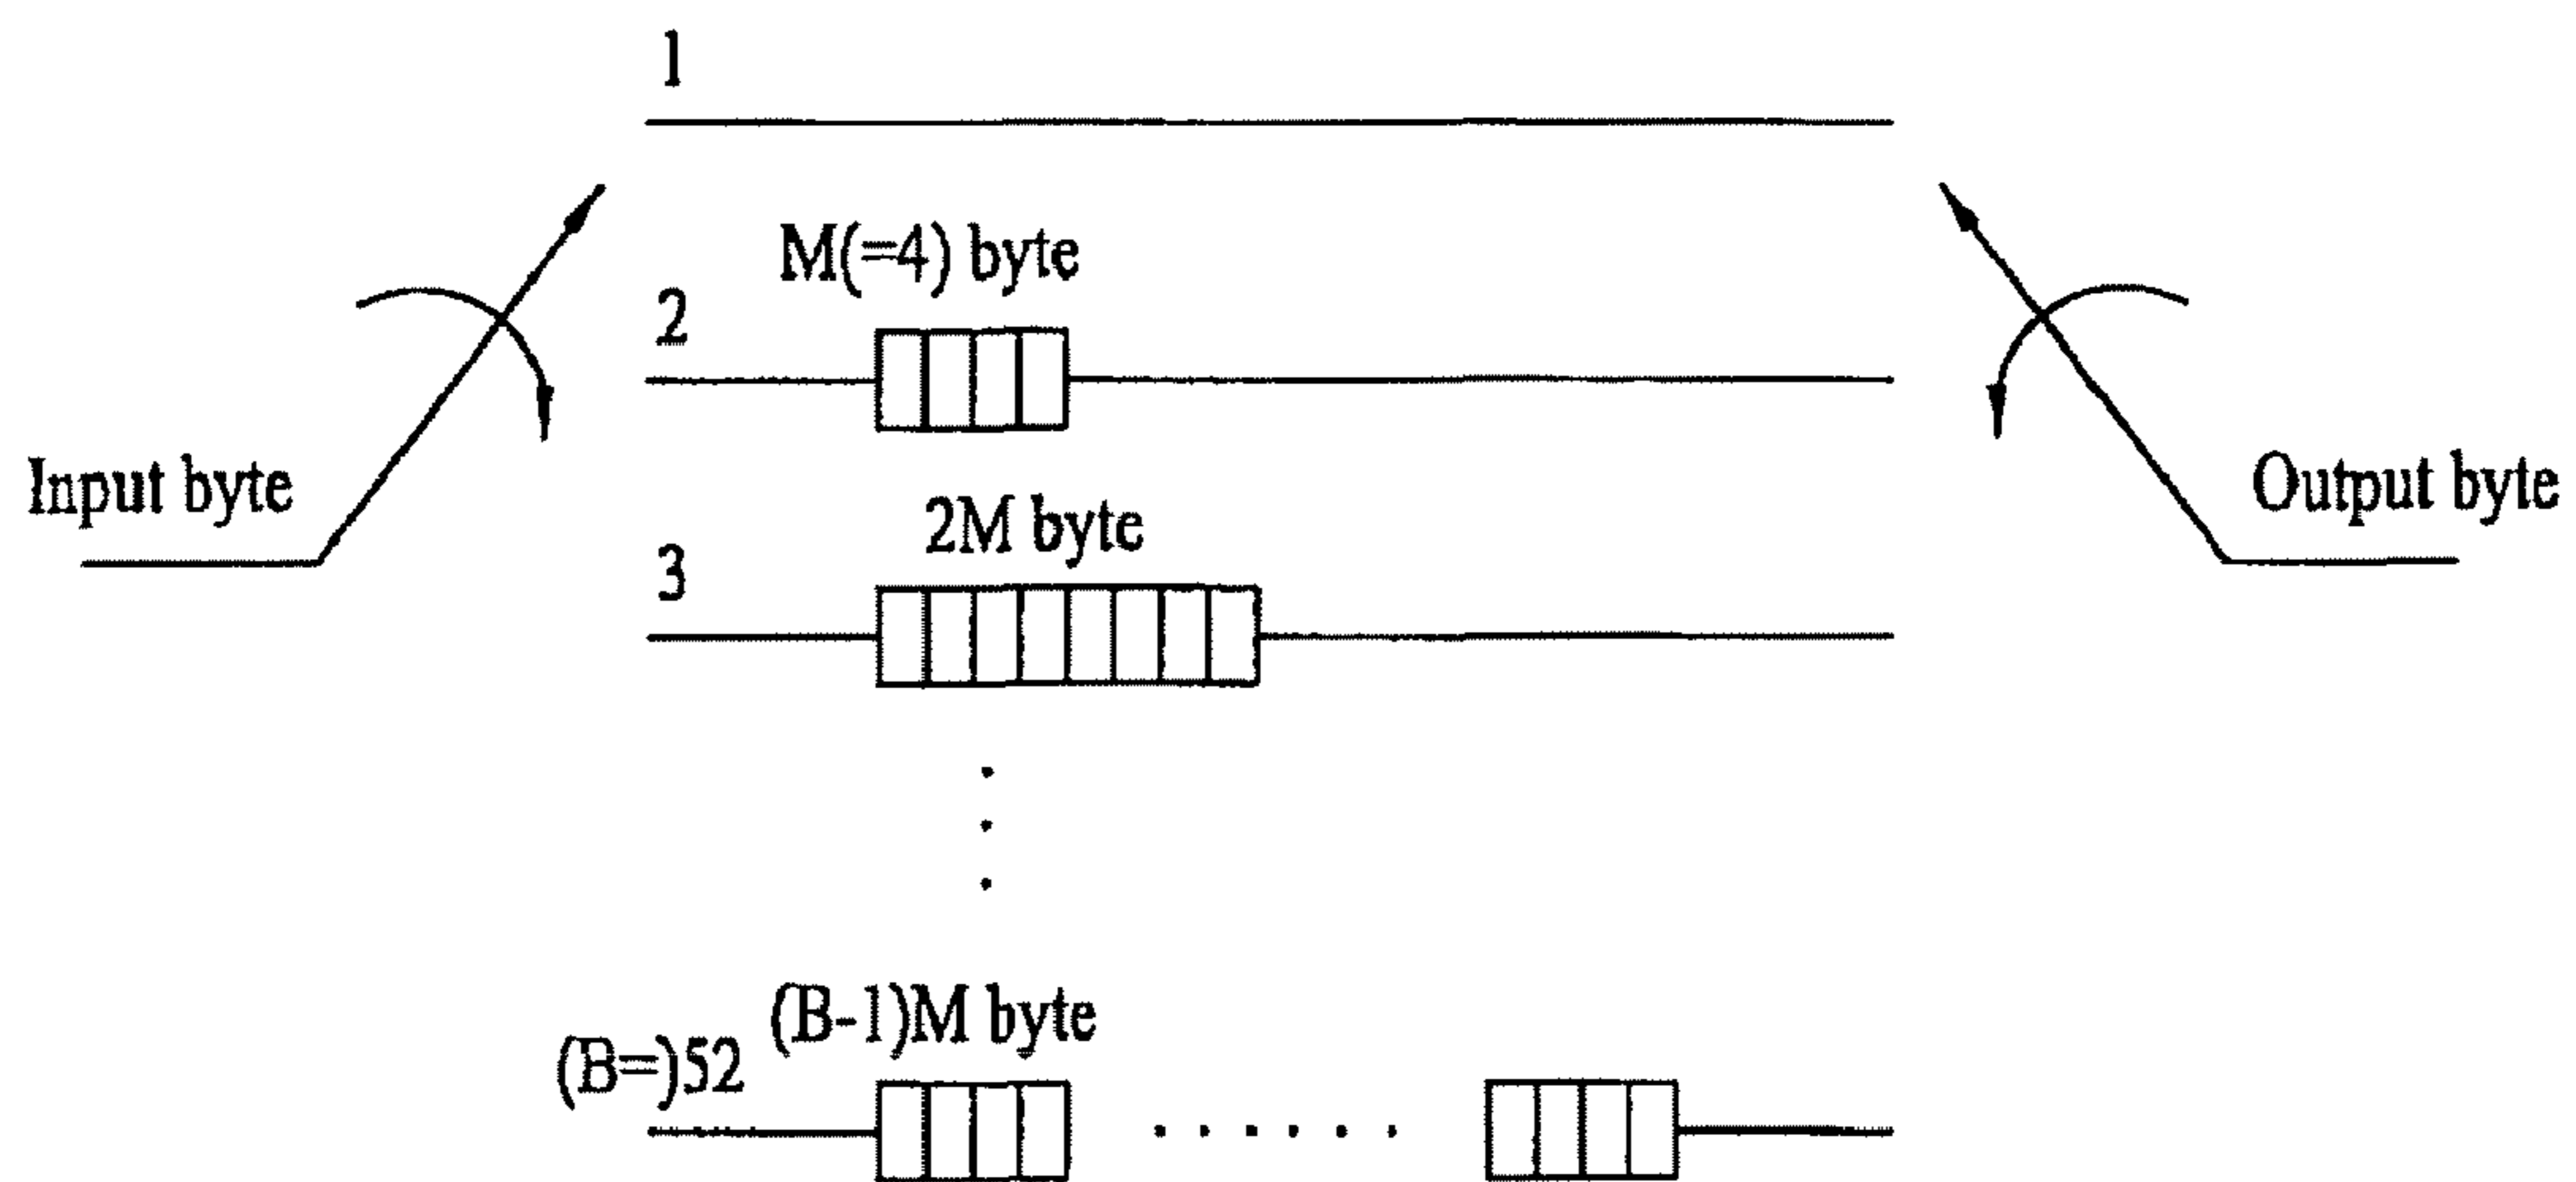 1
M(=4) byte
2
Input byte
Output byte
2M byte
3
(B-1)M byte
(B=)52